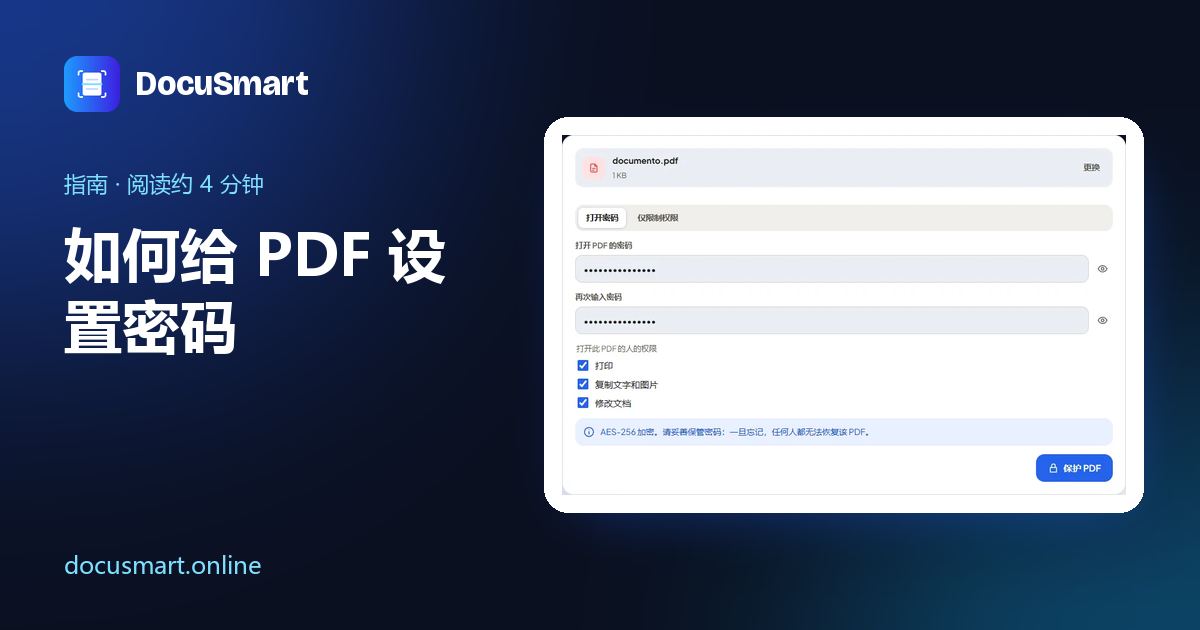 DocuSmart
指南 · 阅读约 4 分钟
如何给 PDF 设
置密码
docusmart.online
documento.pdf
1 KB
更换
打开密码
仅限制权限
打开 PDF 的密码
•••••••••••••••
再次输入密码
•••••••••••••••
打开此 PDF 的人的权限
打印
复制文字和图片
修改文档
AES-256 加密。请妥善保管密码：一旦忘记，任何人都无法恢复该 PDF。
保护 PDF